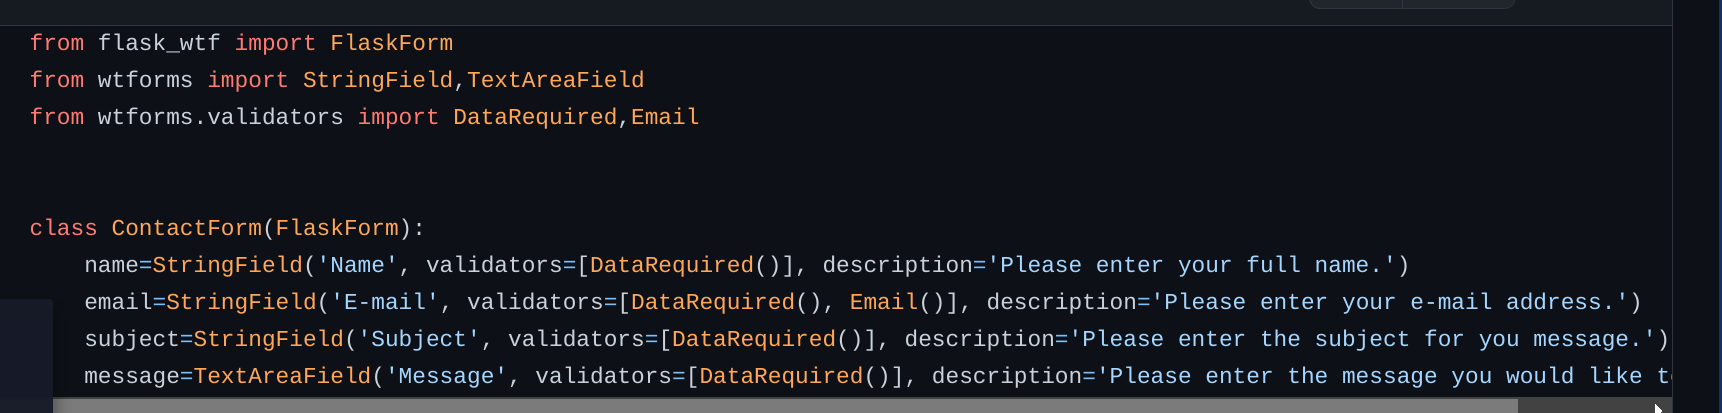 from flask_wtf import FlaskForm
from wtforms import StringField,TextAreaField
from wtforms.validators import DataRequired,Email
class ContactForm(FlaskForm):
    name=StringField('Name', validators=[DataRequired()], description='Please enter your full name.')
    email=StringField('E-mail', validators=[DataRequired(), Email()], description='Please enter your e-mail address.')
    subject=StringField('Subject', validators=[DataRequired()], description='Please enter the subject for you message.')
    message=TextAreaField('Message', validators=[DataRequired()], description='Please enter the message you would like